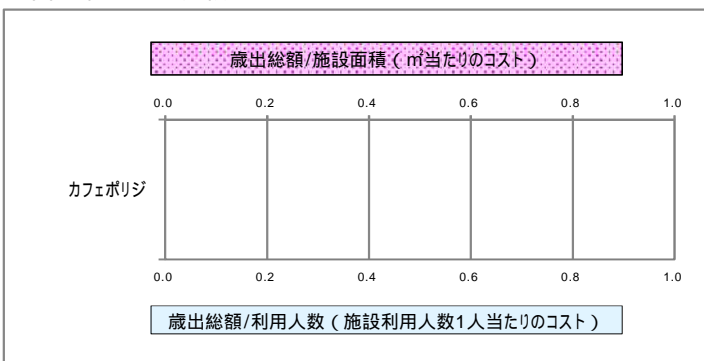 歳出総額/施設面積（㎡当たりのコスト）
0.0 0.2 0.4 0.6 0.8 1.0
カフェポリジ
0.0 0.2 0.4 0.6 0.8 1.0
歳出総額/利用人数（施設利用人数1人当たりのコスト）